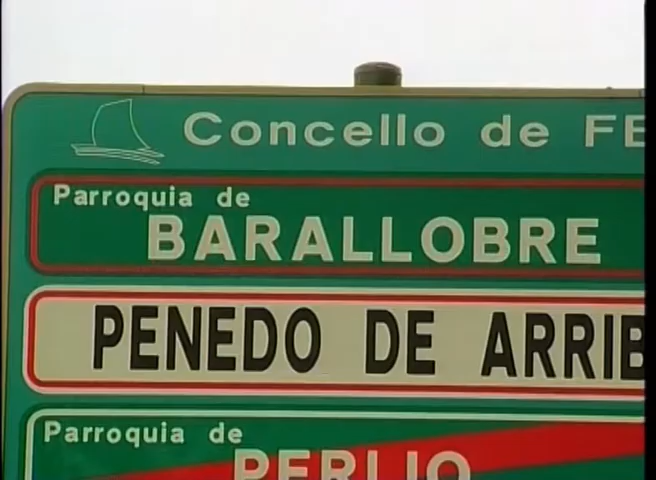 Concello de FE
Parroquia de
BARALLOBRE
PENEDO DE ARRIB
Parroquia de
PERLIO